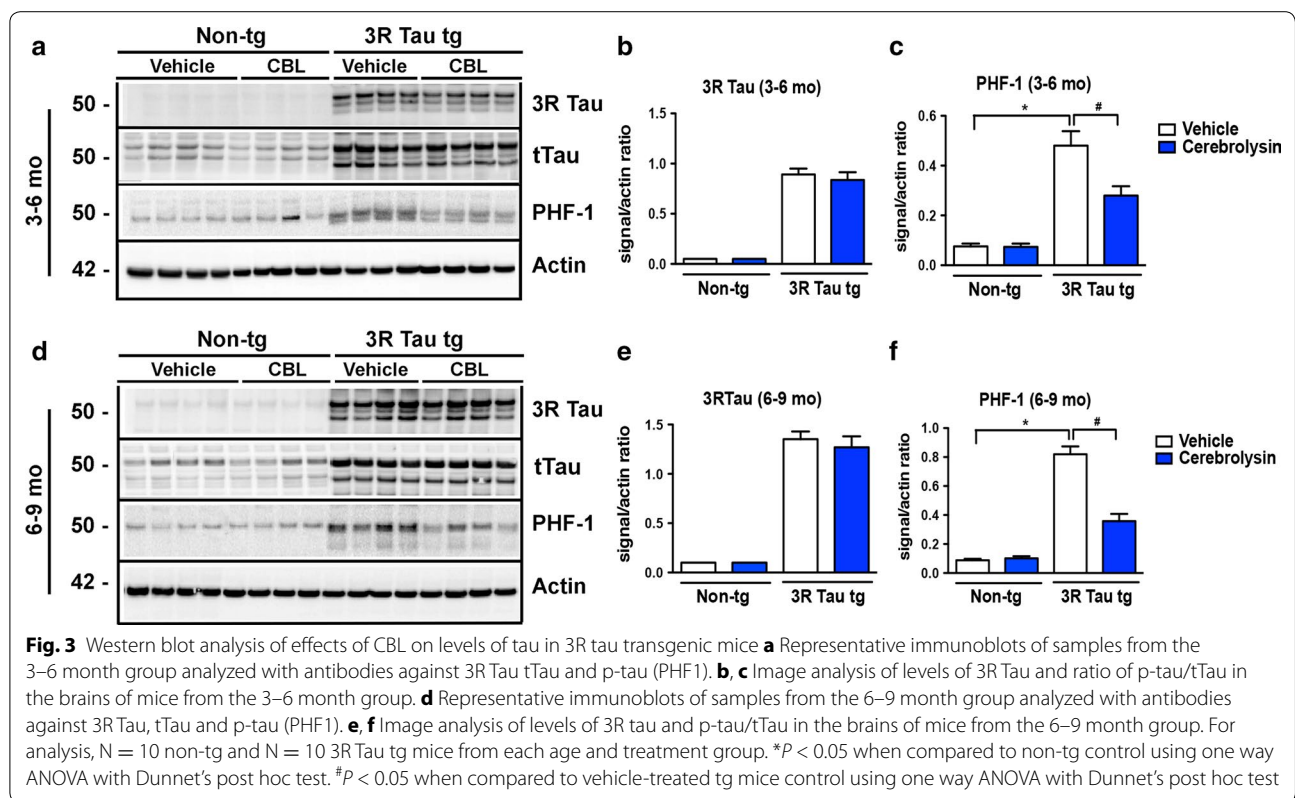 a
Non-tg
3R Tau tg
Vehicle
CBL
Vehicle
CBL
3-6 mo
50 -
3R Tau
50 -
tTau
50 -
PHF-1
42 -
Actin
b
3R Tau (3-6 mo)
signal/actin ratio
1.5
1.0
0.5
0.0
Non-tg
3R Tau tg
c
PHF-1 (3-6 mo)
signal/actin ratio
0.6
0.4
0.2
0.0
*
#
Non-tg
3R Tau tg
Vehicle
Cerebrolysin
d
Non-tg
3R Tau tg
Vehicle
CBL
Vehicle
CBL
6-9 mo
50 -
3R Tau
50 -
tTau
50 -
PHF-1
42 -
Actin
e
3RTau (6-9 mo)
signal/actin ratio
1.5
1.0
0.5
0.0
Non-tg
3R Tau tg
f
PHF-1 (6-9 mo)
signal/actin ratio
1.0
0.8
0.6
0.4
0.2
0.0
*
#
Non-tg
3R Tau tg
Vehicle
Cerebrolysin
Fig. 3 Western blot analysis of effects of CBL on levels of tau in 3R tau transgenic mice a Representative immunoblots of samples from the
3–6 month group analyzed with antibodies against 3R Tau tTau and p-tau (PHF1). b, c Image analysis of levels of 3R Tau and ratio of p-tau/tTau in
the brains of mice from the 3–6 month group. d Representative immunoblots of samples from the 6–9 month group analyzed with antibodies
against 3R Tau, tTau and p-tau (PHF1). e, f Image analysis of levels of 3R tau and p-tau/tTau in the brains of mice from the 6–9 month group. For
analysis, N = 10 non-tg and N = 10 3R Tau tg mice from each age and treatment group. *P < 0.05 when compared to non-tg control using one way
ANOVA with Dunnet's post hoc test. #P < 0.05 when compared to vehicle-treated tg mice control using one way ANOVA with Dunnet's post hoc test